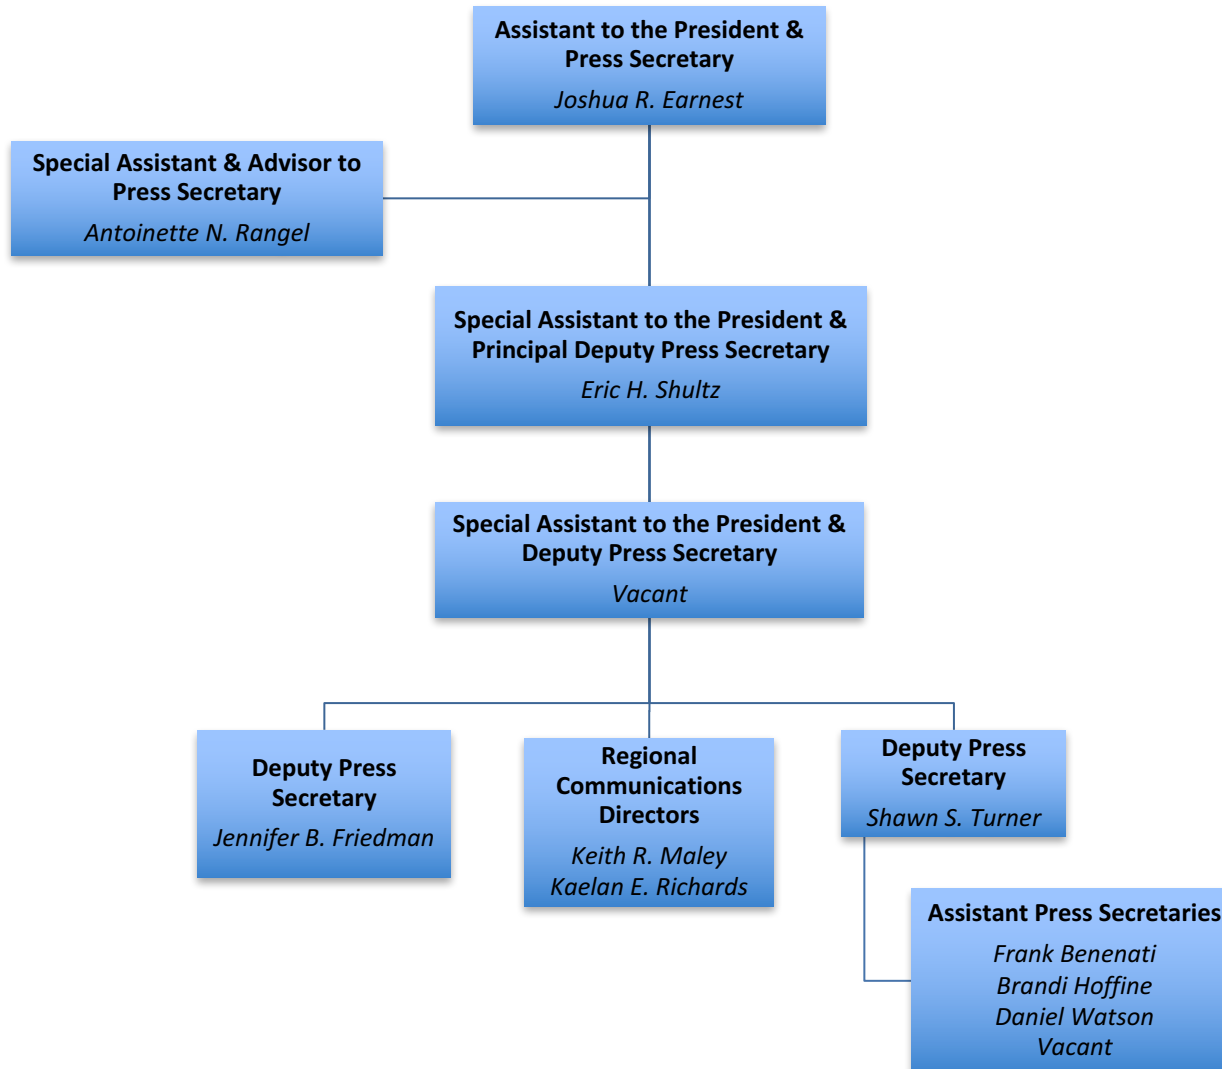 Assistant to the President &
Press Secretary
Joshua R. Earnest
Special Assistant & Advisor to
Press Secretary
Antoinette N. Rangel
Special Assistant to the President &
Principal Deputy Press Secretary
Eric H. Shultz
Special Assistant to the President &
Deputy Press Secretary
Vacant
Deputy Press
Secretary
Jennifer B. Friedman
Regional
Communications
Directors
Keith R. Maley
Kaelan E. Richards
Deputy Press
Secretary
Shawn S. Turner
Assistant Press Secretaries
Frank Benenati
Brandi Hoffine
Daniel Watson
Vacant